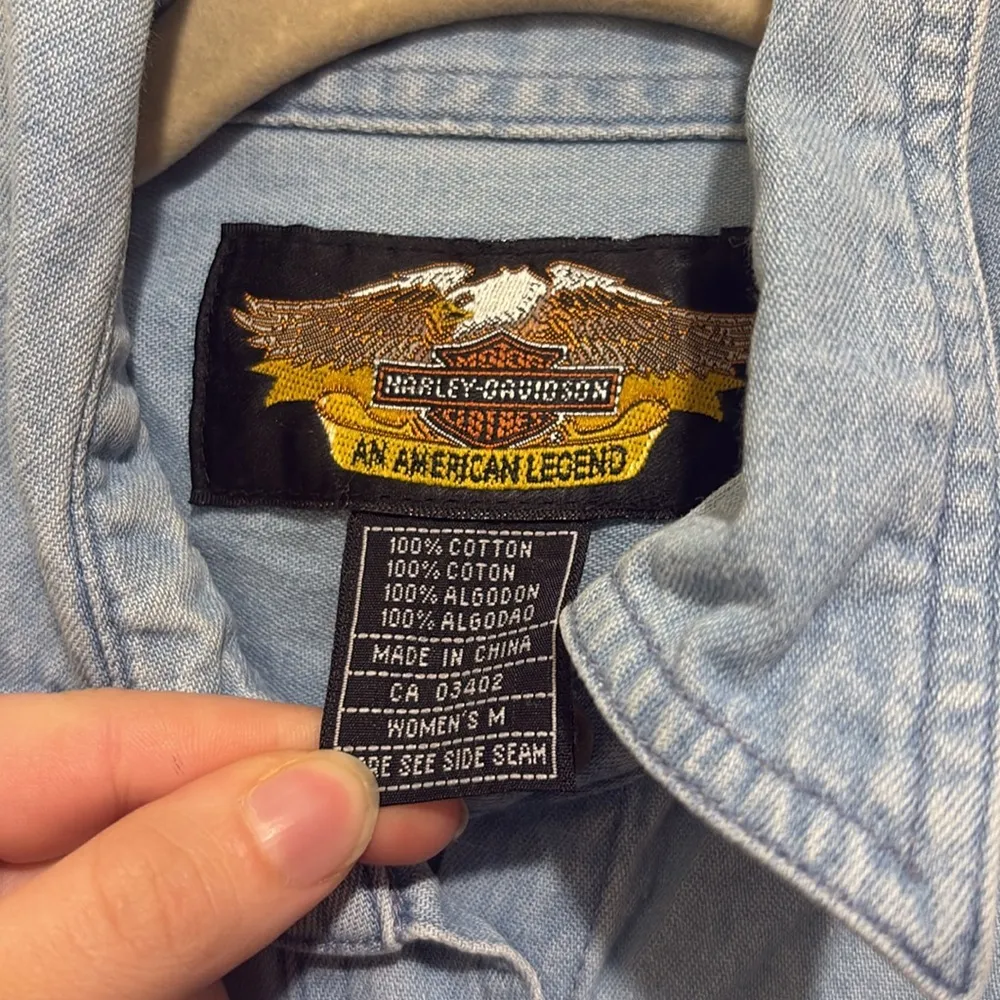 MOTOR
HARLEY-DAVIDSON
CYCLES
AN AMERICAN LEGEND
100% COTTON
100% COTON
100% ALGODON
100% ALGODAO
MADE IN CHINA
CA 03402
WOMEN'S M
RE SEE SIDE SEAM